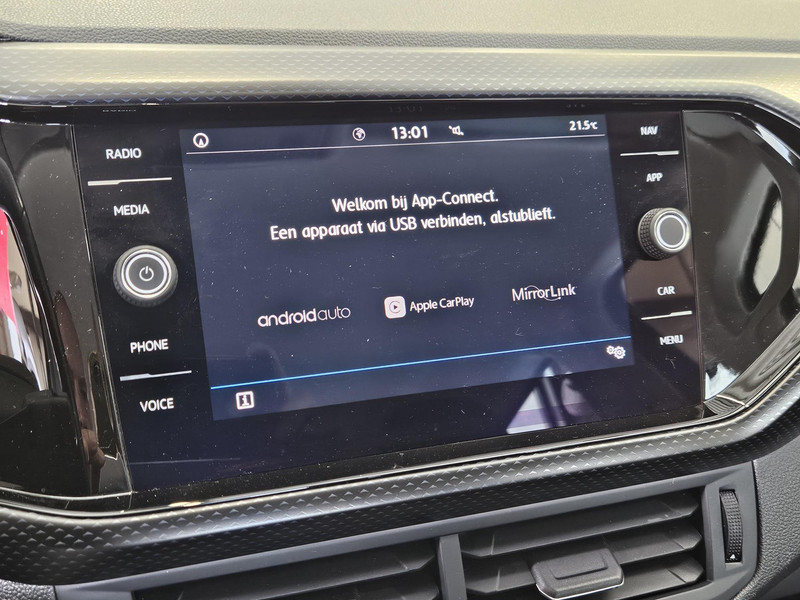 13:01
21.5°C
RADIO
MEDIA
PHONE
VOICE
Welkom bij App-Connect.
Een apparaat via USB verbinden, alstublieft.
androidauto
Apple CarPlay
MirrorLink
NAV
APP
CAR
MENU